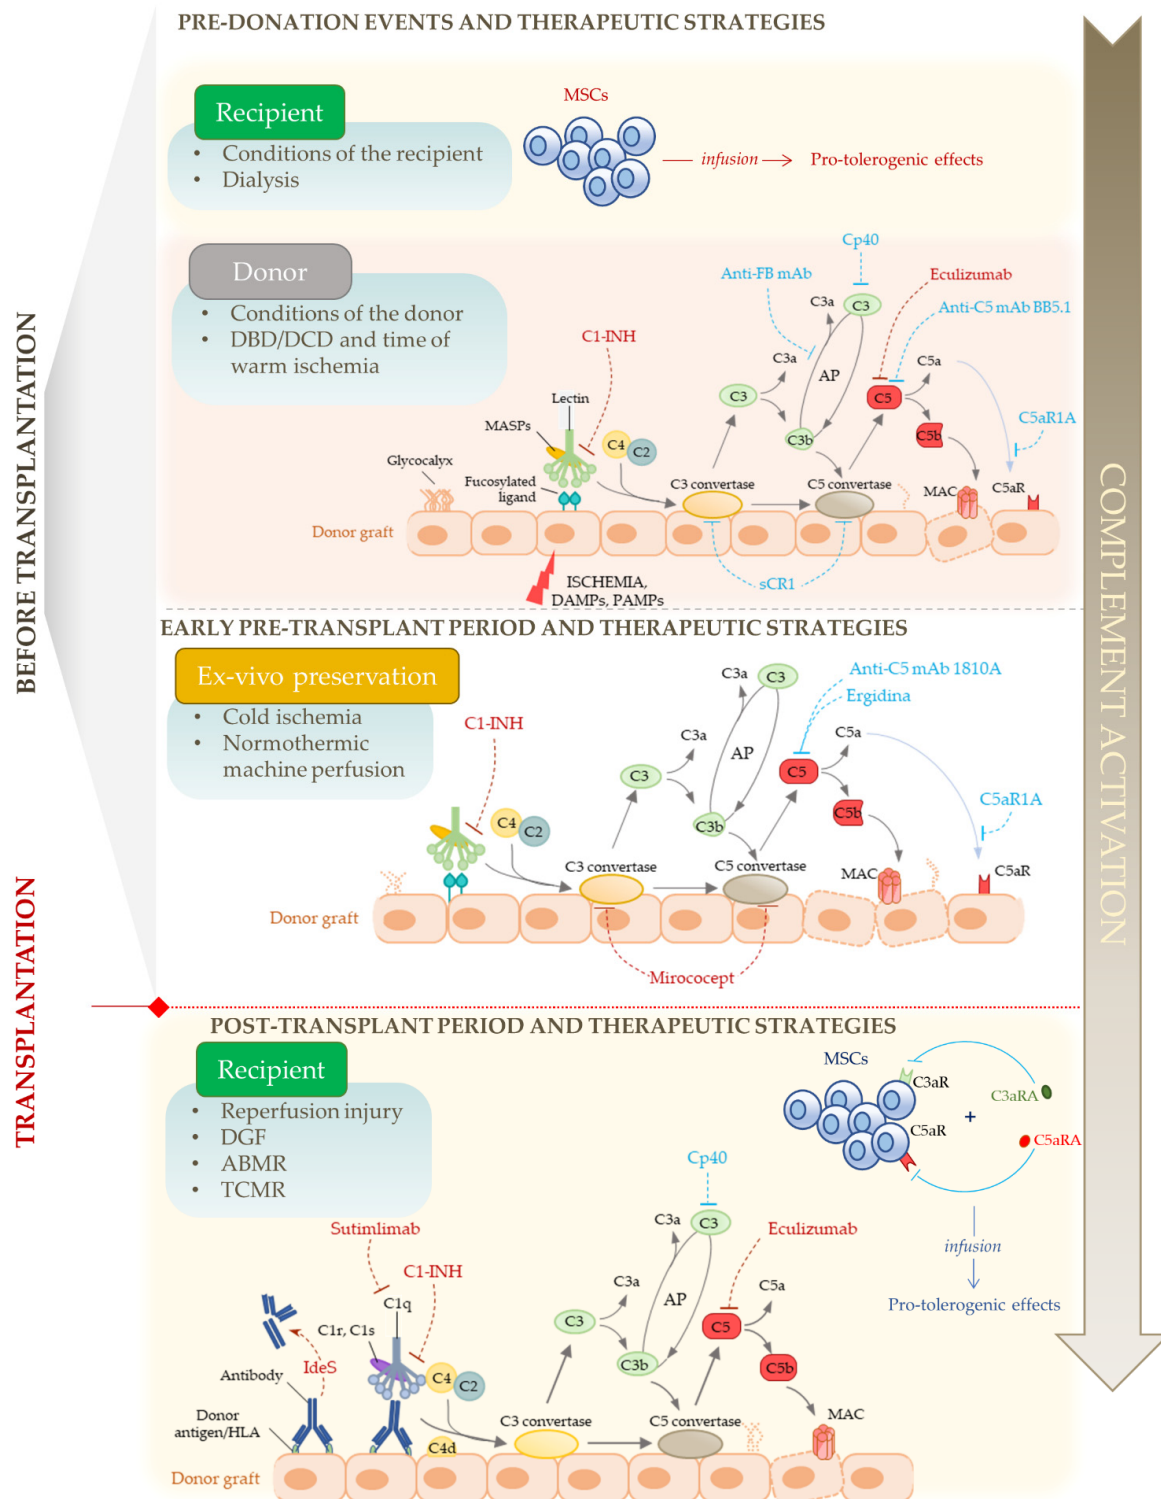 PRE-DONATION EVENTS AND THERAPEUTIC STRATEGIES
Recipient
• Conditions of the recipient
• Dialysis
MSCs
infusion
Pro-tolerogenic effects
BEFORE TRANSPLANTATION
COMPLEMENT ACTIVATION
Donor
• Conditions of the donor
• DBD/DCD and time of
warm ischemia
Cp40
Anti-FB mAb
Eculizumab
C3a
C3
Anti-C5 mAb BB5.1
C1-INH
C3a
AP
C5a
C3
C5
Lectin
C5aR1A
MASPs
C4
C2
C3b
C5b
Glycocalyx
Fucosylated
ligand
C3 convertase
C5 convertase
MAC
C5aR
Donor graft
sCR1
ISCHEMIA,
DAMPs, PAMPs
EARLY PRE-TRANSPLANT PERIOD AND THERAPEUTIC STRATEGIES
Ex-vivo preservation
• Cold ischemia
• Normothermic
machine perfusion
C3a
C3
Anti-C5 mAb 1810A
Ergidina
C1-INH
C3a
AP
C5a
C3
C5
C5aR1A
C4
C2
C3b
C5b
C3 convertase
C5 convertase
MAC
C5aR
Donor graft
Mirococept
TRANSPLANTATION
POST-TRANSPLANT PERIOD AND THERAPEUTIC STRATEGIES
Recipient
• Reperfusion injury
• DGF
• ABMR
• TCMR
MSCs
C3aR
C3aRA
+
C5aR
C5aRA
infusion
Pro-tolerogenic effects
Cp40
Sutimlimab
C3a
C3
Eculizumab
C1-INH
C3a
C5a
C1q
AP
C1r, C1s
C3
C5
IdeS
C3b
C5b
Antibody
C4
C2
Donor
antigen/HLA
C4d
C3 convertase
C5 convertase
MAC
Donor graft